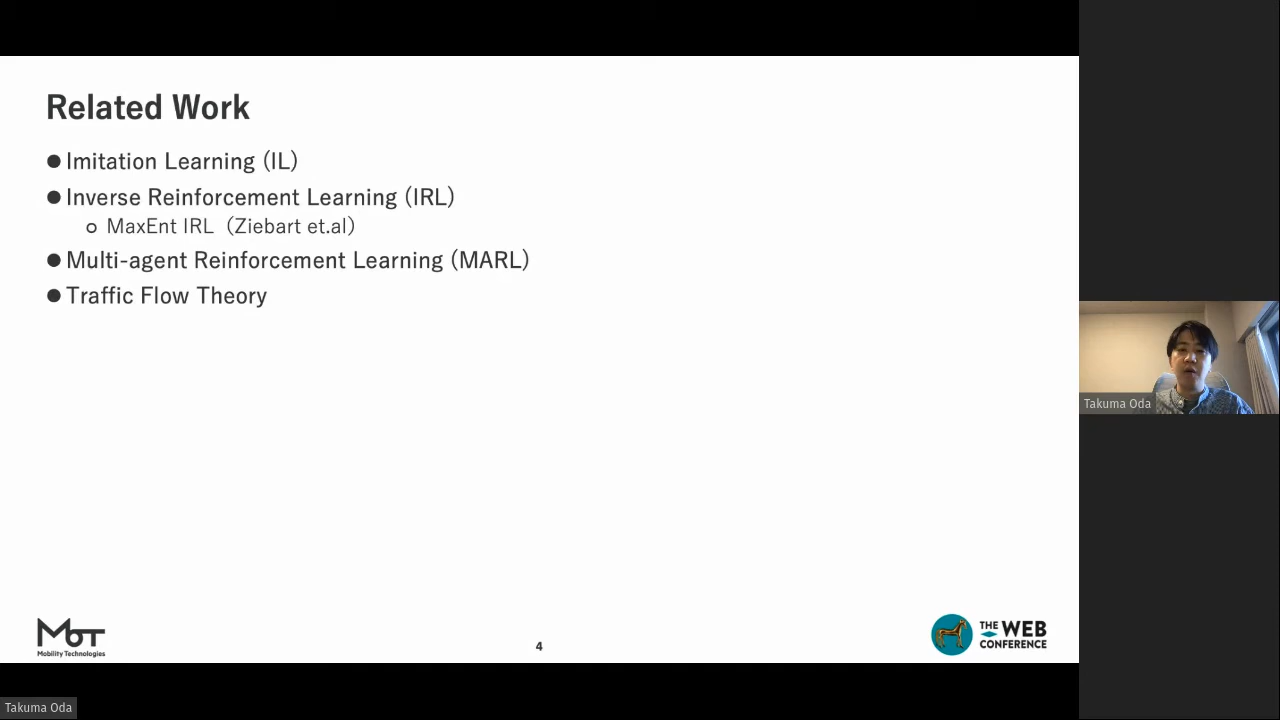 Related Work
● Imitation Learning (IL)
● Inverse Reinforcement Learning (IRL)
○ MaxEnt IRL (Ziebart et.al)
● Multi-agent Reinforcement Learning (MARL)
● Traffic Flow Theory
Takuma Oda
MoT
Mobility Technologies
4
THE WEB
CONFERENCE
Takuma Oda